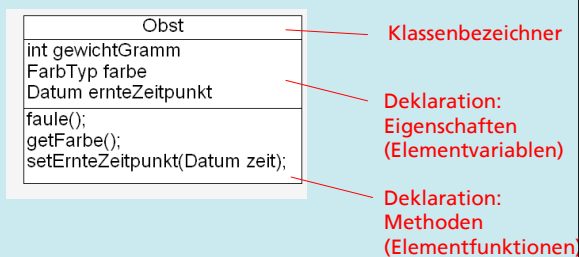 Obst
int gewichtGramm
FarbTyp farbe
Datum ernteZeitpunkt
faule();
getFarbe();
setErnteZeitpunkt(Datum zeit);
Klassenbezeichner
Deklaration:
Eigenschaften
(Elementvariablen)
Deklaration:
Methoden
(Elementfunktionen)